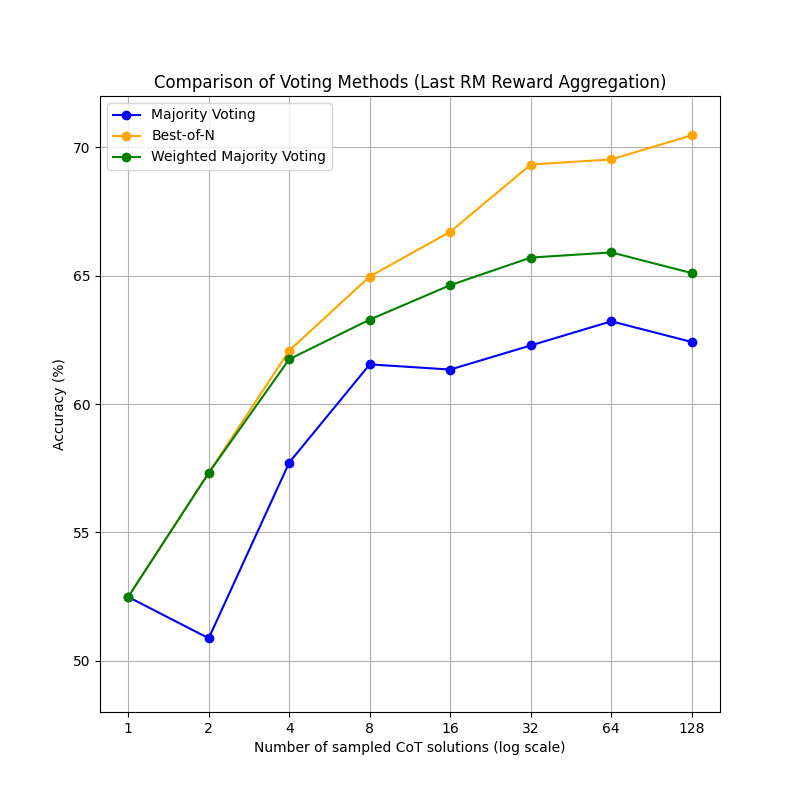 Comparison of Voting Methods (Last RM Reward Aggregation)
Majority Voting
Best-of-N
Weighted Majority Voting
70
65
60
55
50
Accuracy (%)
1 2 4 8 16 32 64 128
Number of sampled CoT solutions (log scale)